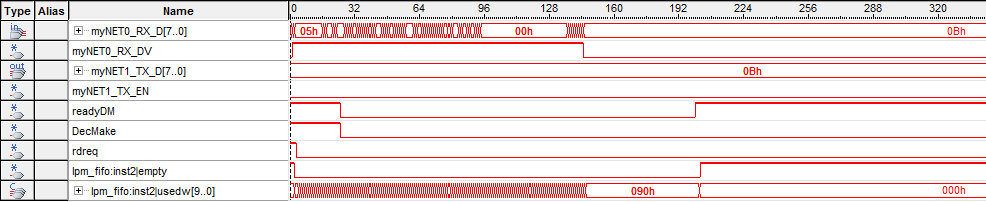 Type Alias Name 0 32 64 96 128 160 192 224 256 288 320
in myNET0_RX_D[7..0] 05h 00h 0Bh
myNET0_RX_DV
out myNET1_TX_D[7..0] 0Bh
myNET1_TX_EN
readyDM
DecMake
rdreq
lpm_fifo:inst2|empty
C lpm_fifo:inst2|usedw[9..0] 090h 000h